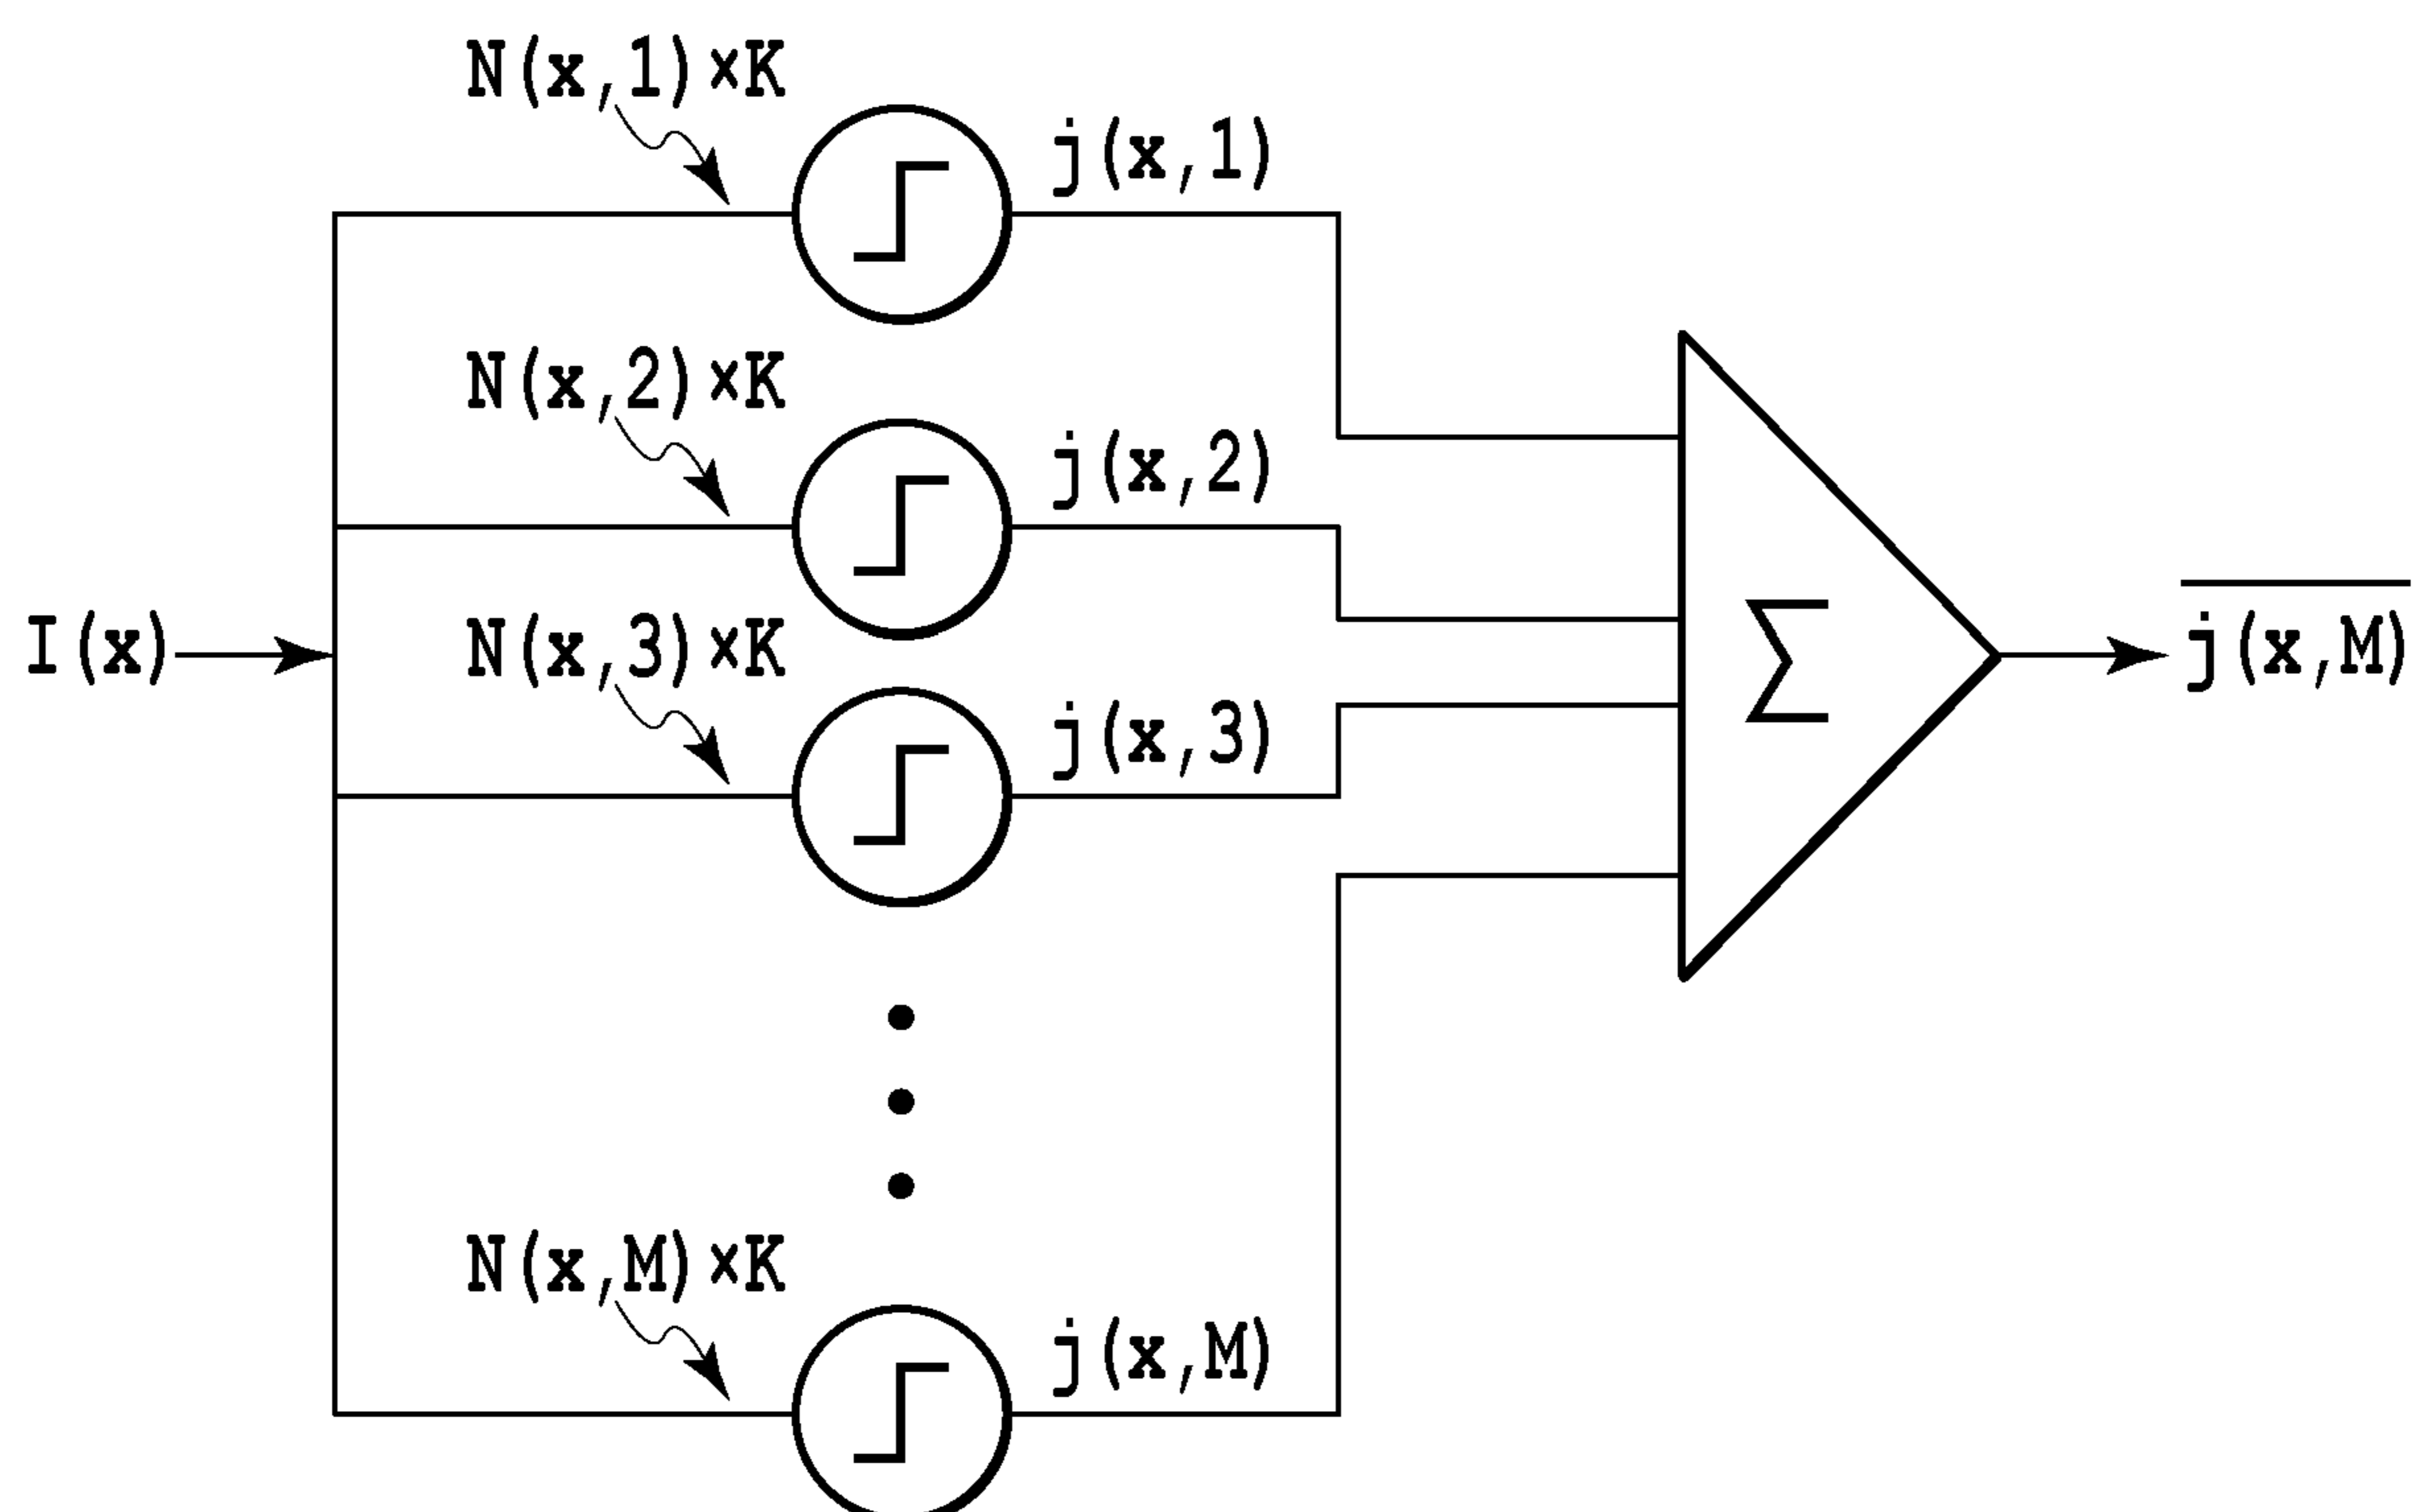 N(x,1)×K
j(x,1)
N(x,2)×K
j(x,2)
I(x)
N(x,3)×K
j(x,3)
∑
j(x,M)
N(x,M)×K
j(x,M)